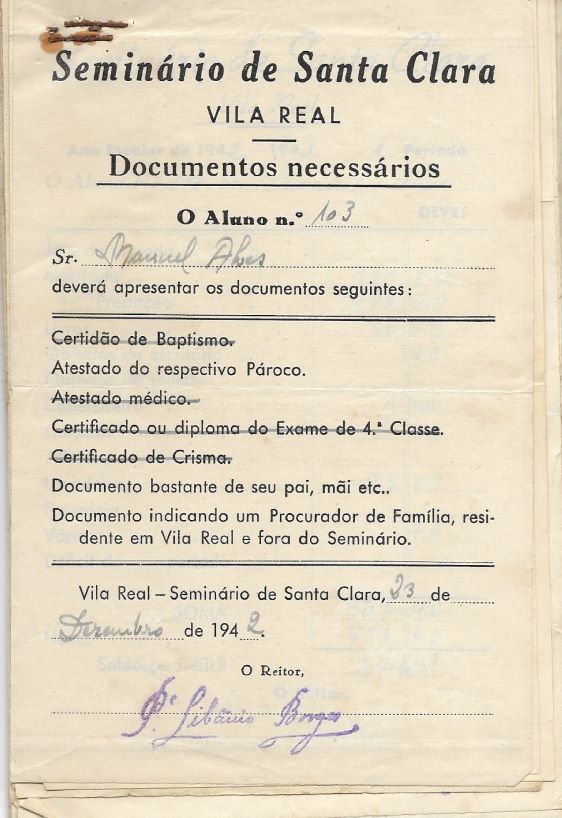 Seminário de Santa Clara
VILA REAL
Documentos necessários
O Aluno n.º 103
Sr. Manuel Alves
deverá apresentar os documentos seguintes:
Certidão de Baptismo.
Atestado do respectivo Pároco.
Atestado médico.
Certificado ou diploma do Exame de 4.ª Classe.
Certificado de Crisma.
Documento bastante de seu pai, mãi etc..
Documento indicando um Procurador de Família, resi-
dente em Vila Real e fora do Seminário.
Vila Real – Seminário de Santa Clara, 23 de
Dezembro de 1942.
O Reitor,
P.e Libânio Borges